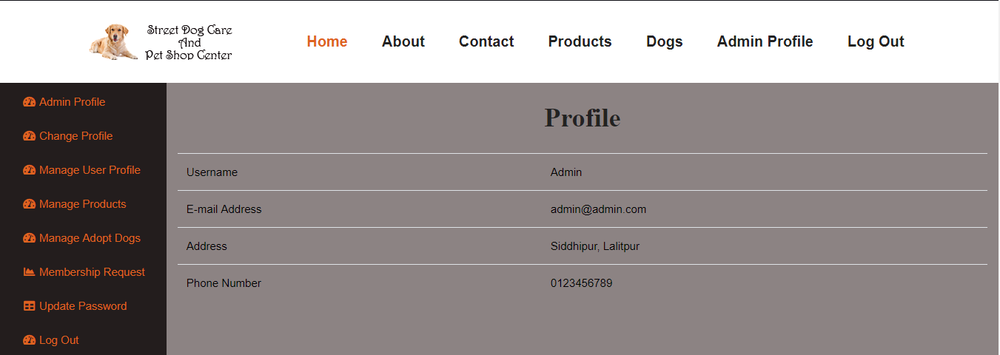 Street Dog Care
And
Pet Shop Center
Home About Contact Products Dogs Admin Profile Log Out
Admin Profile
Change Profile
Manage User Profile
Manage Products
Manage Adopt Dogs
Membership Request
Update Password
Log Out
Profile
Username Admin
E-mail Address admin@admin.com
Address Siddhipur, Lalitpur
Phone Number 0123456789